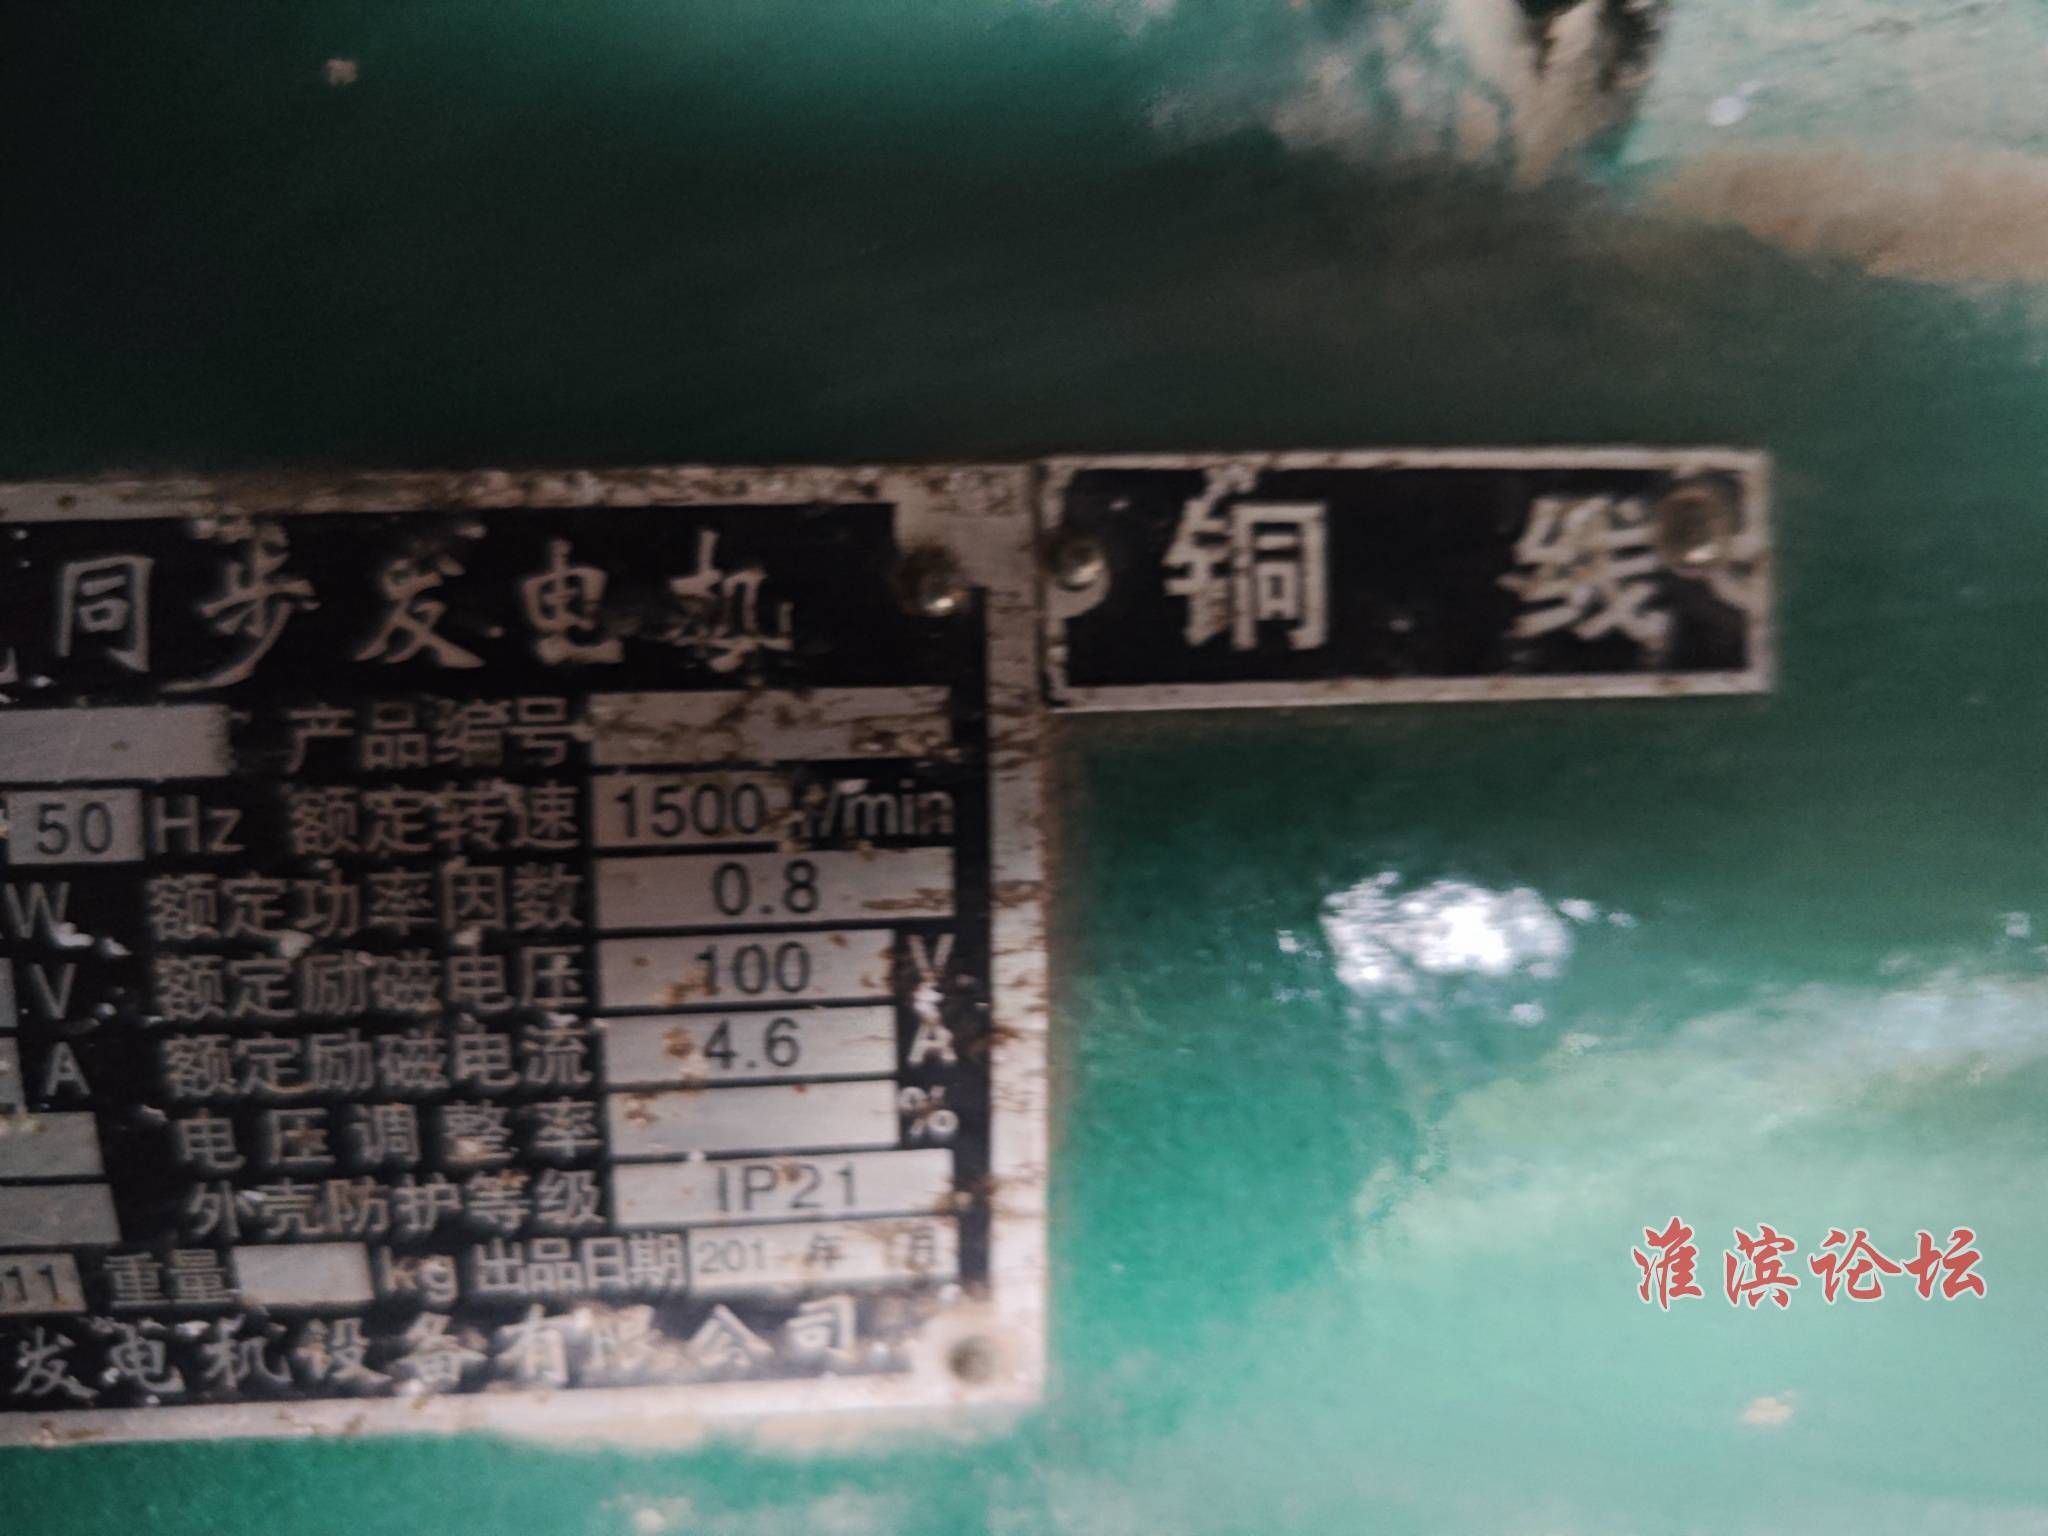 同步发电机
铜 线
产品编号
50 Hz 额定转速 1500 r/min
W 额定功率因数 0.8
V 额定励磁电压 100 V
A 额定励磁电流 4.6 A
电压调整率 %
外壳防护等级 IP21
011 重量 kg 出品日期 201 年 月
发电机设备有限公司
淮滨论坛